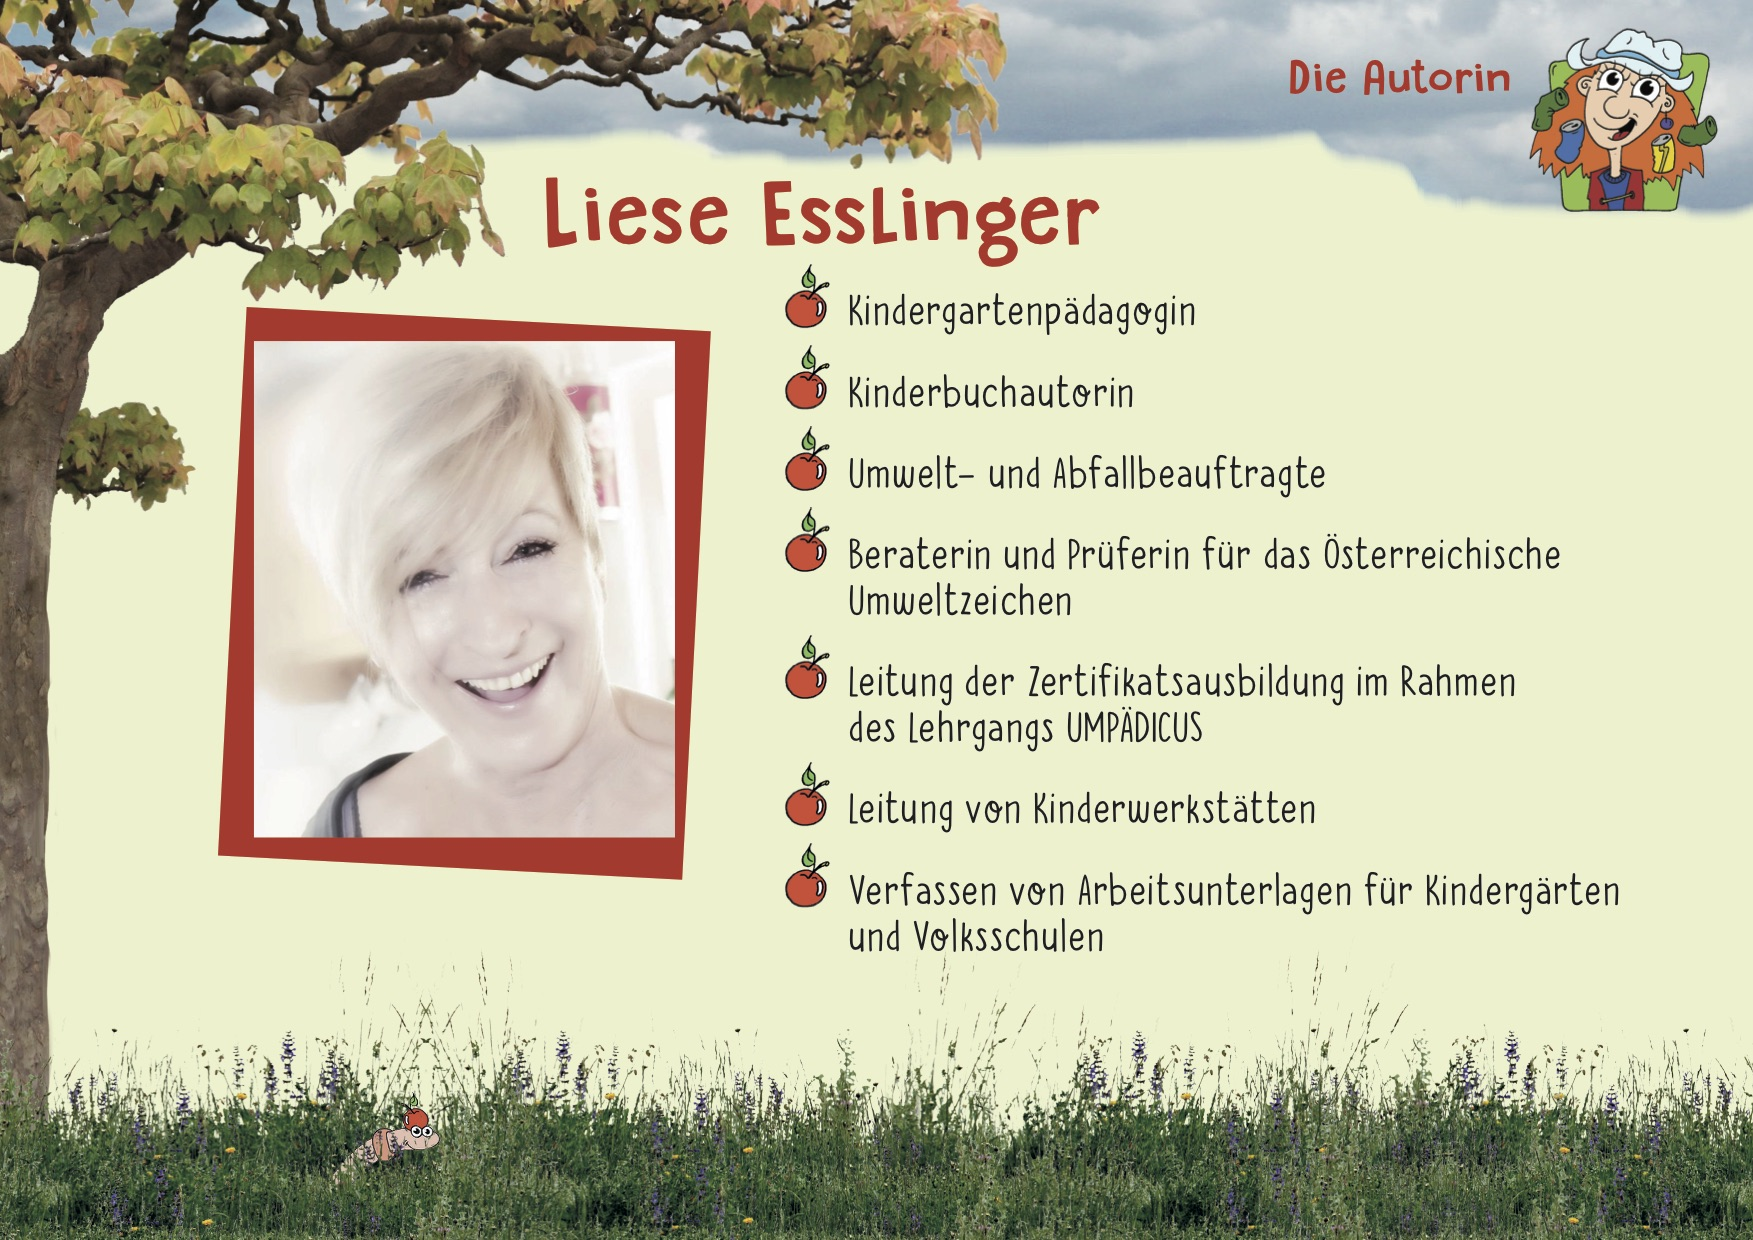 Die Autorin
Liese Esslinger
Kindergartenpädagogin
Kinderbuchautorin
Umwelt- und Abfallbeauftragte
Beraterin und Prüferin für das Österreichische
Umweltzeichen
Leitung der Zertifikatsausbildung im Rahmen
des Lehrgangs UMPÄDICUS
Leitung von Kinderwerkstätten
Verfassen von Arbeitsunterlagen für Kindergärten
und Volksschulen